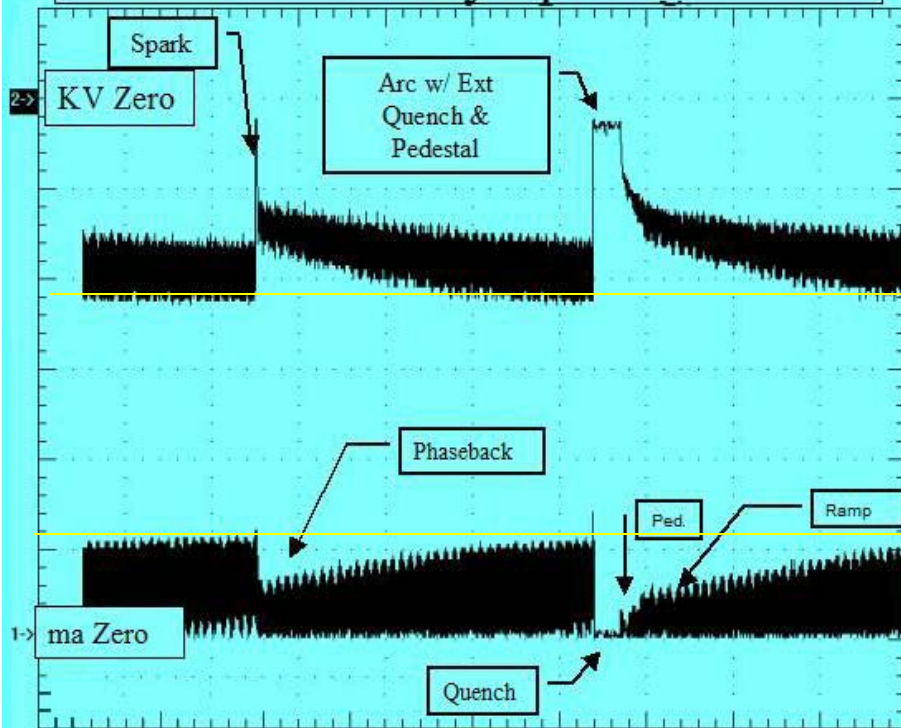 Spark
2->
KV Zero
Arc w/ Ext
Quench &
Pedestal
Phaseback
Ped.
Ramp
1->
ma Zero
Quench